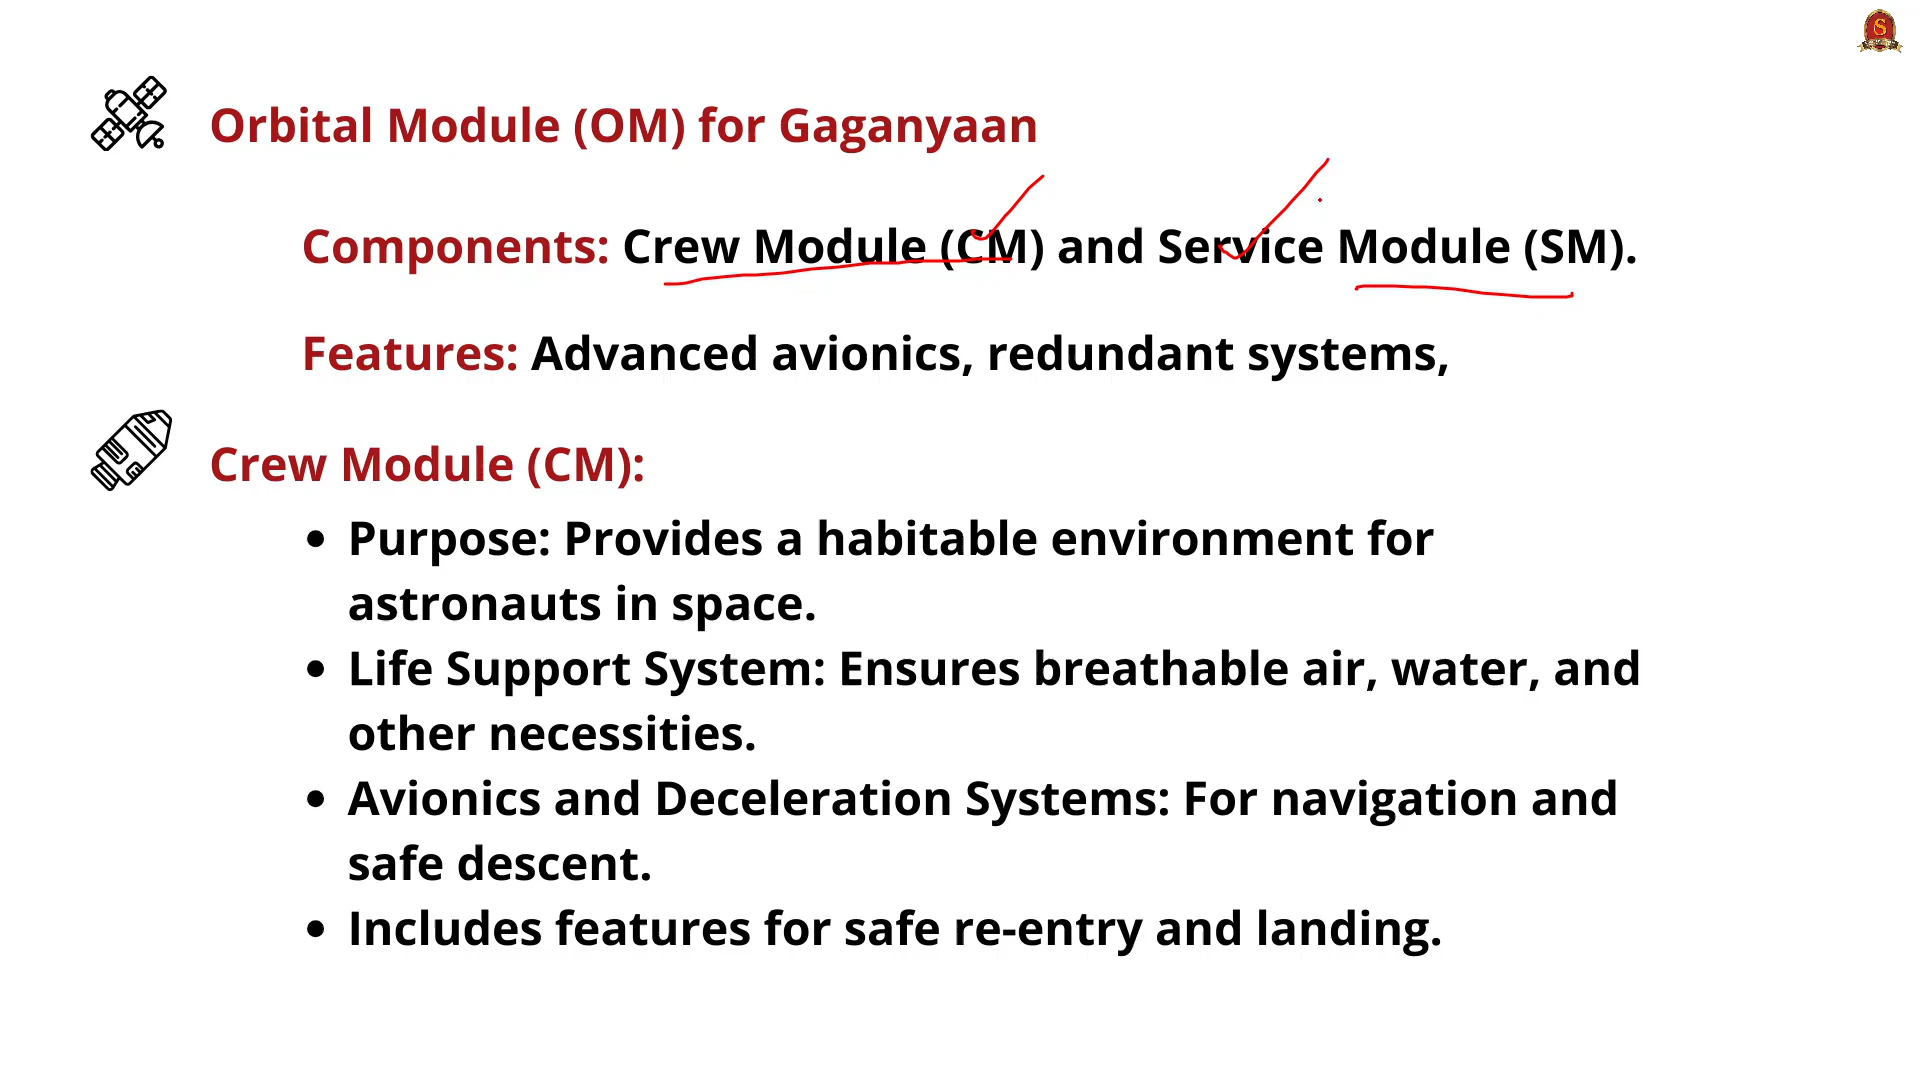 Orbital Module (OM) for Gaganyaan
Components: Crew Module (CM) and Service Module (SM).
Features: Advanced avionics, redundant systems,
Crew Module (CM):
• Purpose: Provides a habitable environment for
astronauts in space.
• Life Support System: Ensures breathable air, water, and
other necessities.
• Avionics and Deceleration Systems: For navigation and
safe descent.
• Includes features for safe re-entry and landing.